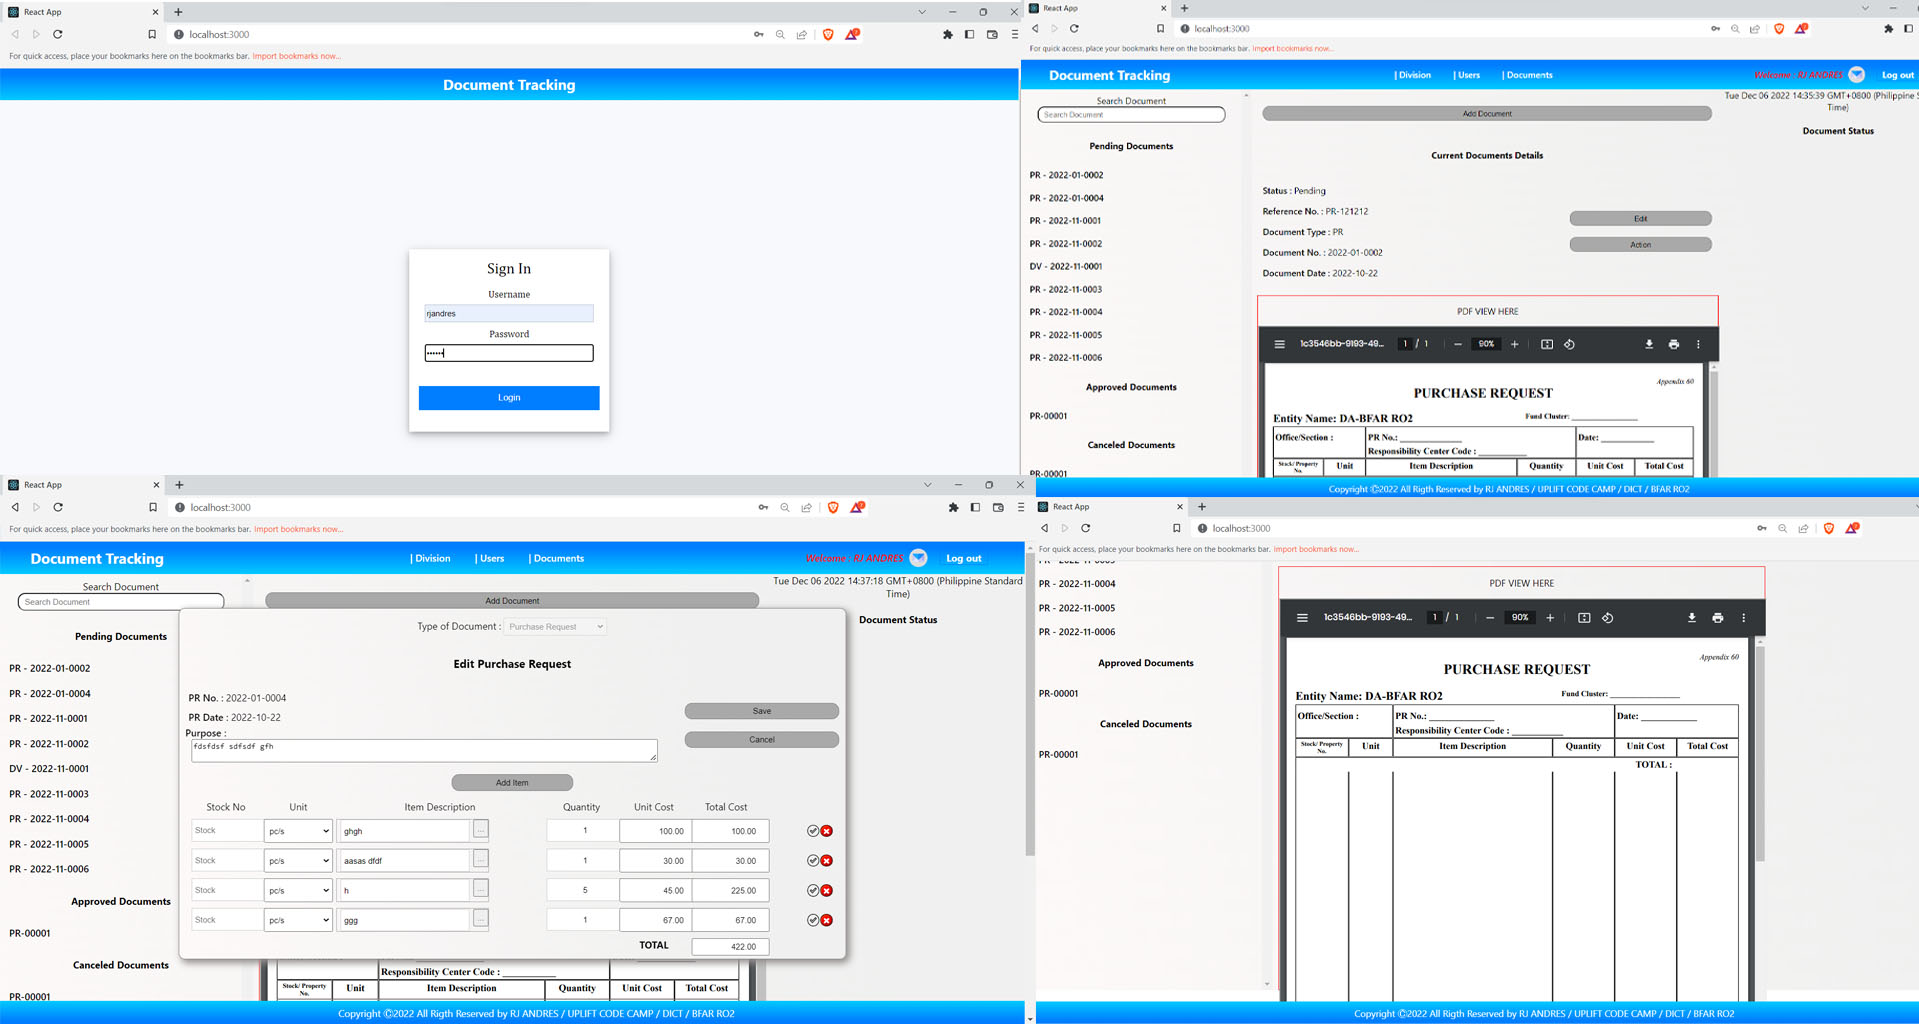 React App
localhost:3000
For quick access, place your bookmarks here on the bookmarks bar. Import bookmarks now...
Document Tracking
Sign In
Username
rjandres
Password
Login
React App
localhost:3000
For quick access, place your bookmarks here on the bookmarks bar. Import bookmarks now...
Document Tracking | Division | Users | Documents Welcome : RJ ANDRES Log out
Search Document
Search Document
Pending Documents
PR - 2022-01-0002
PR - 2022-01-0004
PR - 2022-11-0001
PR - 2022-11-0002
DV - 2022-11-0001
PR - 2022-11-0003
PR - 2022-11-0004
PR - 2022-11-0005
PR - 2022-11-0006
Approved Documents
PR-00001
Canceled Documents
PR-00001
Add Document
Current Documents Details
Status : Pending
Reference No. : PR-121212
Document Type : PR
Document No. : 2022-01-0002
Document Date : 2022-10-22
Edit
Action
PDF VIEW HERE
1c3546bb-9193-49... 1 / 1 90%
Appendix 60
PURCHASE REQUEST
Entity Name: DA-BFAR RO2 Fund Cluster:
Office/Section : PR No.: Date:
Responsibility Center Code :
Stock/ Property No. Unit Item Description Quantity Unit Cost Total Cost
Tue Dec 06 2022 14:35:39 GMT+0800 (Philippine S
Time)
Document Status
Copyright ©2022 All Rigth Reserved by RJ ANDRES / UPLIFT CODE CAMP / DICT / BFAR RO2
React App
localhost:3000
For quick access, place your bookmarks here on the bookmarks bar. Import bookmarks now...
Document Tracking | Division | Users | Documents Welcome : RJ ANDRES Log out
Search Document
Search Document
Pending Documents
PR - 2022-01-0002
PR - 2022-01-0004
PR - 2022-11-0001
PR - 2022-11-0002
DV - 2022-11-0001
PR - 2022-11-0003
PR - 2022-11-0004
PR - 2022-11-0005
PR - 2022-11-0006
Approved Documents
PR-00001
Canceled Documents
PR-00001
Add Document
Tue Dec 06 2022 14:37:18 GMT+0800 (Philippine Standard
Time)
Document Status
Type of Document : Purchase Request
Edit Purchase Request
PR No. : 2022-01-0004
PR Date : 2022-10-22
Purpose :
fdsfdsf sdfsdf gfh
Save
Cancel
Add Item
Stock No Unit Item Description Quantity Unit Cost Total Cost
Stock pc/s ghgh ... 1 100.00 100.00
Stock pc/s aasas dfdf ... 1 30.00 30.00
Stock pc/s h ... 5 45.00 225.00
Stock pc/s ggg ... 1 67.00 67.00
TOTAL 422.00
Responsibility Center Code :
Stock/ Property No. Unit Item Description Quantity Unit Cost Total Cost
Copyright ©2022 All Rigth Reserved by RJ ANDRES / UPLIFT CODE CAMP / DICT / BFAR RO2
React App
localhost:3000
For quick access, place your bookmarks here on the bookmarks bar. Import bookmarks now...
PR - 2022-11-0004
PR - 2022-11-0005
PR - 2022-11-0006
Approved Documents
PR-00001
Canceled Documents
PR-00001
PDF VIEW HERE
1c3546bb-9193-49... 1 / 1 90%
Appendix 60
PURCHASE REQUEST
Entity Name: DA-BFAR RO2 Fund Cluster:
Office/Section : PR No.: Date:
Responsibility Center Code :
Stock/ Property No. Unit Item Description Quantity Unit Cost Total Cost
TOTAL :
Copyright ©2022 All Rigth Reserved by RJ ANDRES / UPLIFT CODE CAMP / DICT / BFAR RO2